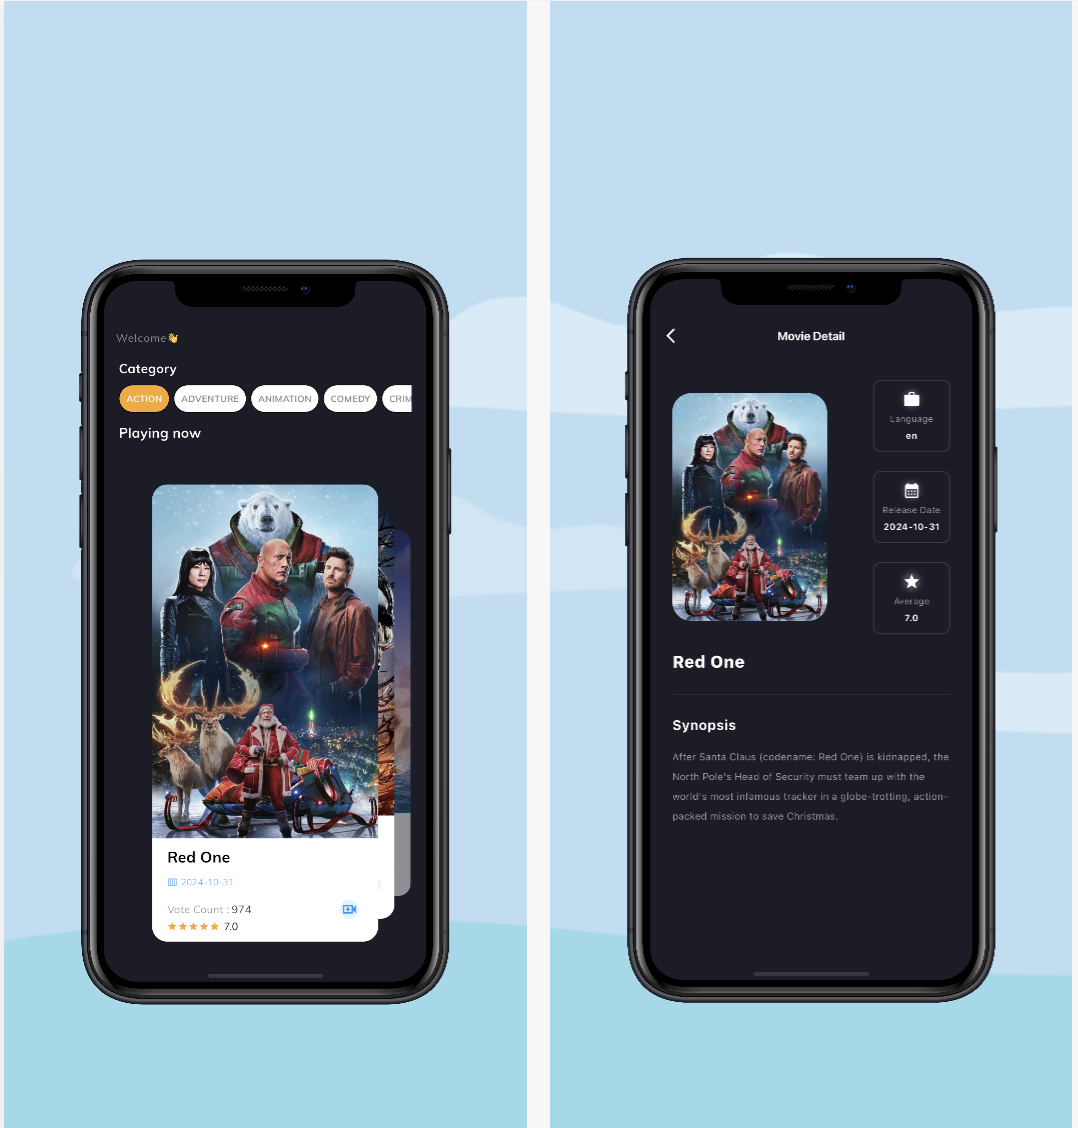 Welcome👋
Category
ACTION ADVENTURE ANIMATION COMEDY CRIM
Playing now
Red One
2024-10-31
Vote Count : 974
7.0
Movie Detail
Language
en
Release Date
2024-10-31
Average
7.0
Red One
Synopsis
After Santa Claus (codename: Red One) is kidnapped, the
North Pole's Head of Security must team up with the
world's most infamous tracker in a globe-trotting, action-
packed mission to save Christmas.